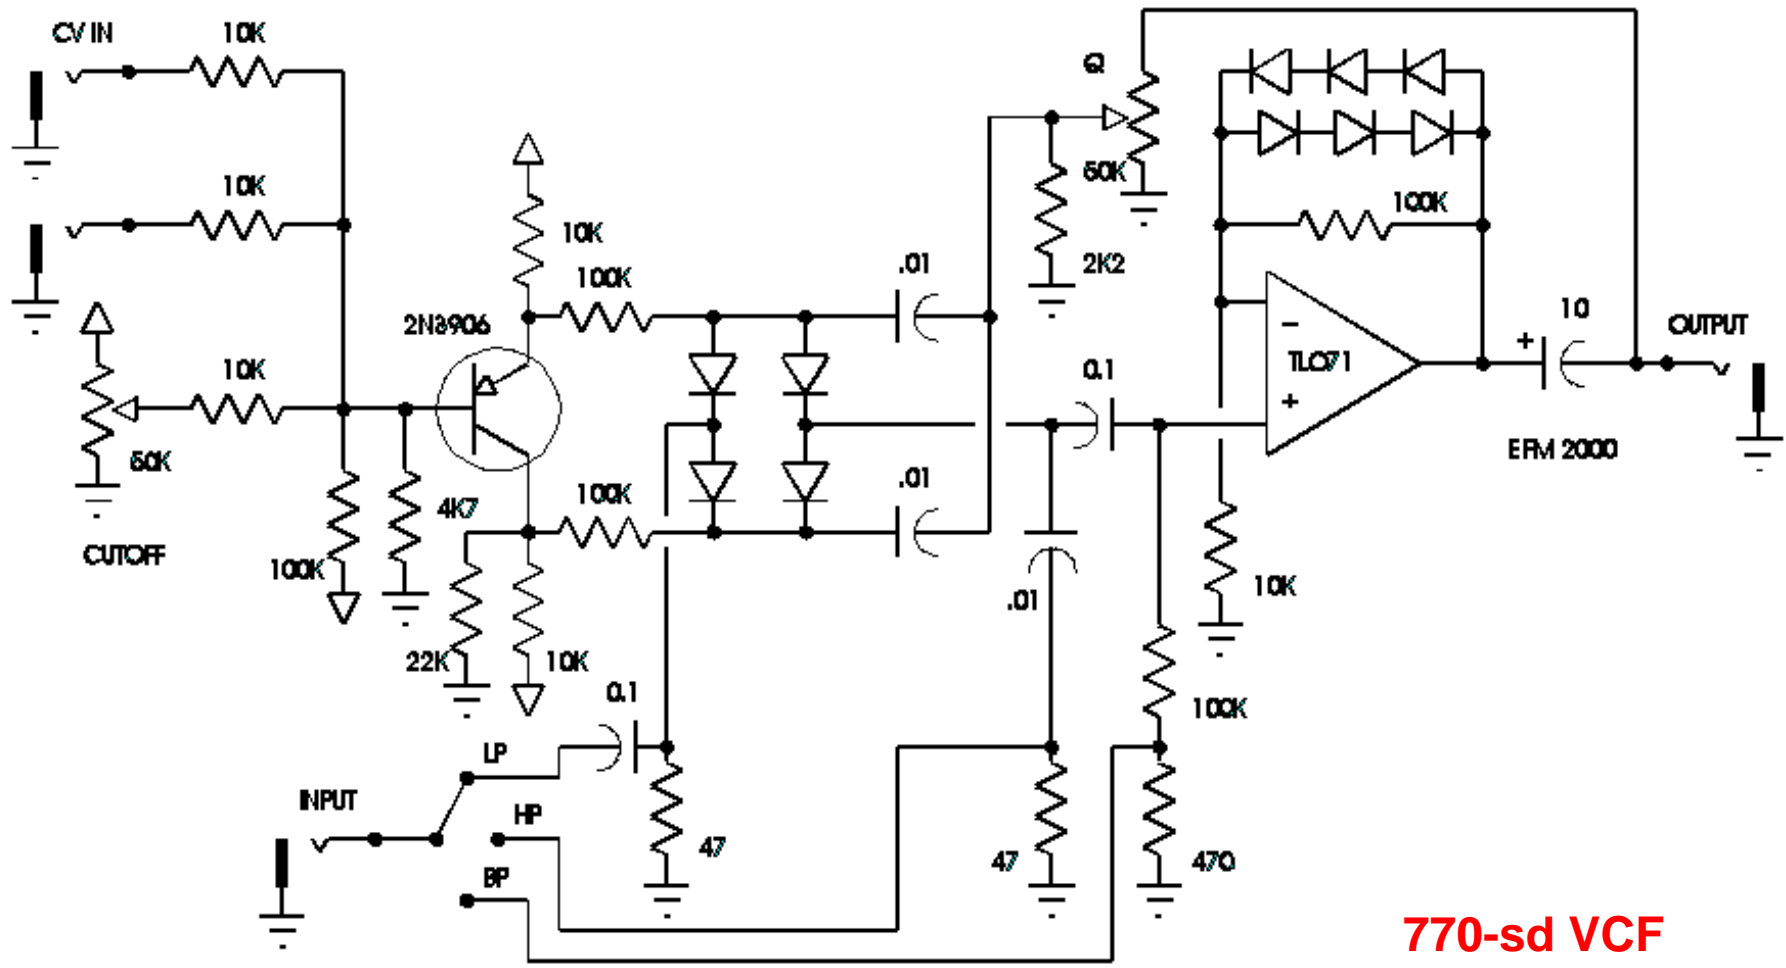 CV IN
10K
10K
10K
50K
CUTOFF
100K
4K7
2N3906
10K
100K
100K
22K
10K
.01
.01
Q
50K
2K2
0.1
.01
100K
−
TLO71
+
+
10
OUTPUT
EFM 2000
10K
100K
0.1
LP
INPUT
HP
BP
47
47
470
770-sd VCF